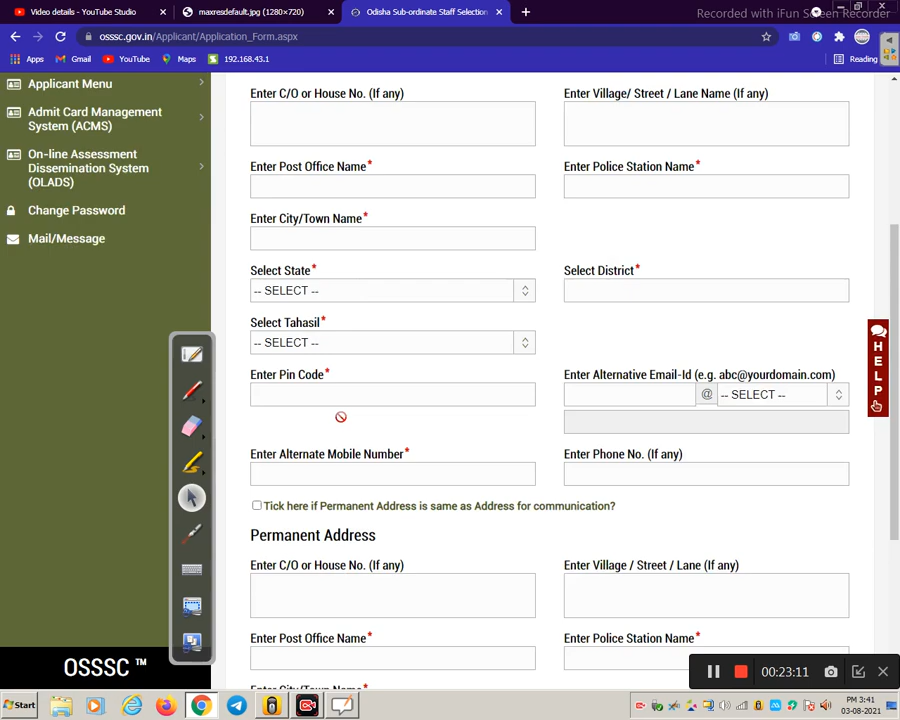 Video details - YouTube Studio
maxresdefault.jpg (1280×720)
Odisha Sub-ordinate Staff Selection
Recorded with iFun Screen Recorder
osssc.gov.in/Applicant/Application_Form.aspx
Apps
Gmail
YouTube
Maps
192.168.43.1
Reading
Applicant Menu
Admit Card Management
System (ACMS)
On-line Assessment
Dissemination System
(OLADS)
Change Password
Mail/Message
OSSSC ™
Enter C/O or House No. (If any)
Enter Village/ Street / Lane Name (If any)
Enter Post Office Name*
Enter Police Station Name*
Enter City/Town Name*
Select State*
Select District*
-- SELECT --
Select Tahasil*
-- SELECT --
Enter Pin Code*
Enter Alternative Email-Id (e.g. abc@yourdomain.com)
@ -- SELECT --
Enter Alternate Mobile Number*
Enter Phone No. (If any)
Tick here if Permanent Address is same as Address for communication?
Permanent Address
Enter C/O or House No. (If any)
Enter Village / Street / Lane (If any)
Enter Post Office Name*
Enter Police Station Name*
Enter City/Town Name*
HELP
00:23:11
Start
PM 3:41
03-08-2021